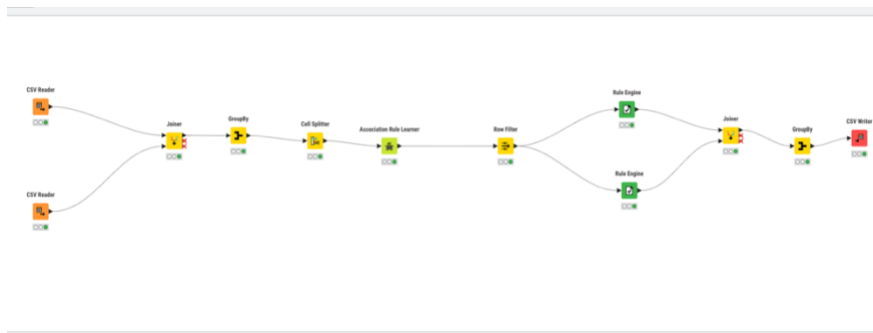 CSV Reader
Joiner
GroupBy
Cell Splitter
Association Rule Learner
Row Filter
Rule Engine
Joiner
GroupBy
CSV Writer
CSV Reader
Rule Engine